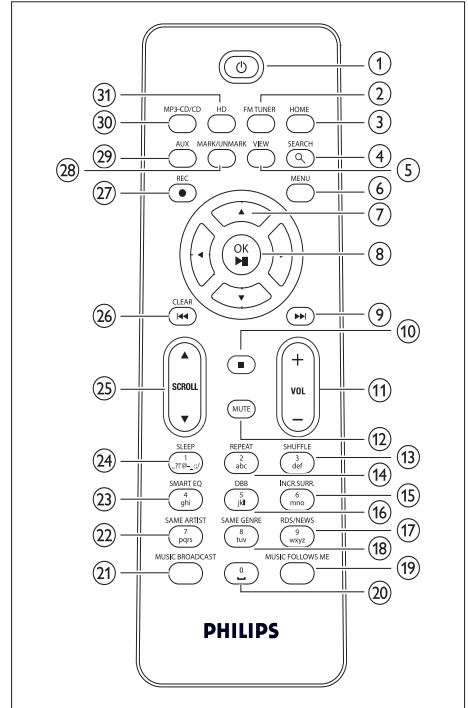 1
31 2
MP3-CD/CD HD FM TUNER HOME
30 3
AUX MARK/UNMARK VIEW SEARCH
29 4
28 5
REC MENU
27 6
7
OK
8
CLEAR
26 9
10
SCROLL + VOL −
25 11
MUTE
12
SLEEP REPEAT SHUFFLE
24 1 2 3 13
.,?!'@-_:;/ abc def
14
SMART EQ DBB INCR.SURR.
23 4 5 6 15
ghi jkl mno
16
SAME ARTIST SAME GENRE RDS/NEWS
22 7 8 9 17
pqrs tuv wxyz
18
MUSIC BROADCAST MUSIC FOLLOWS ME
21 0 19
20
PHILIPS